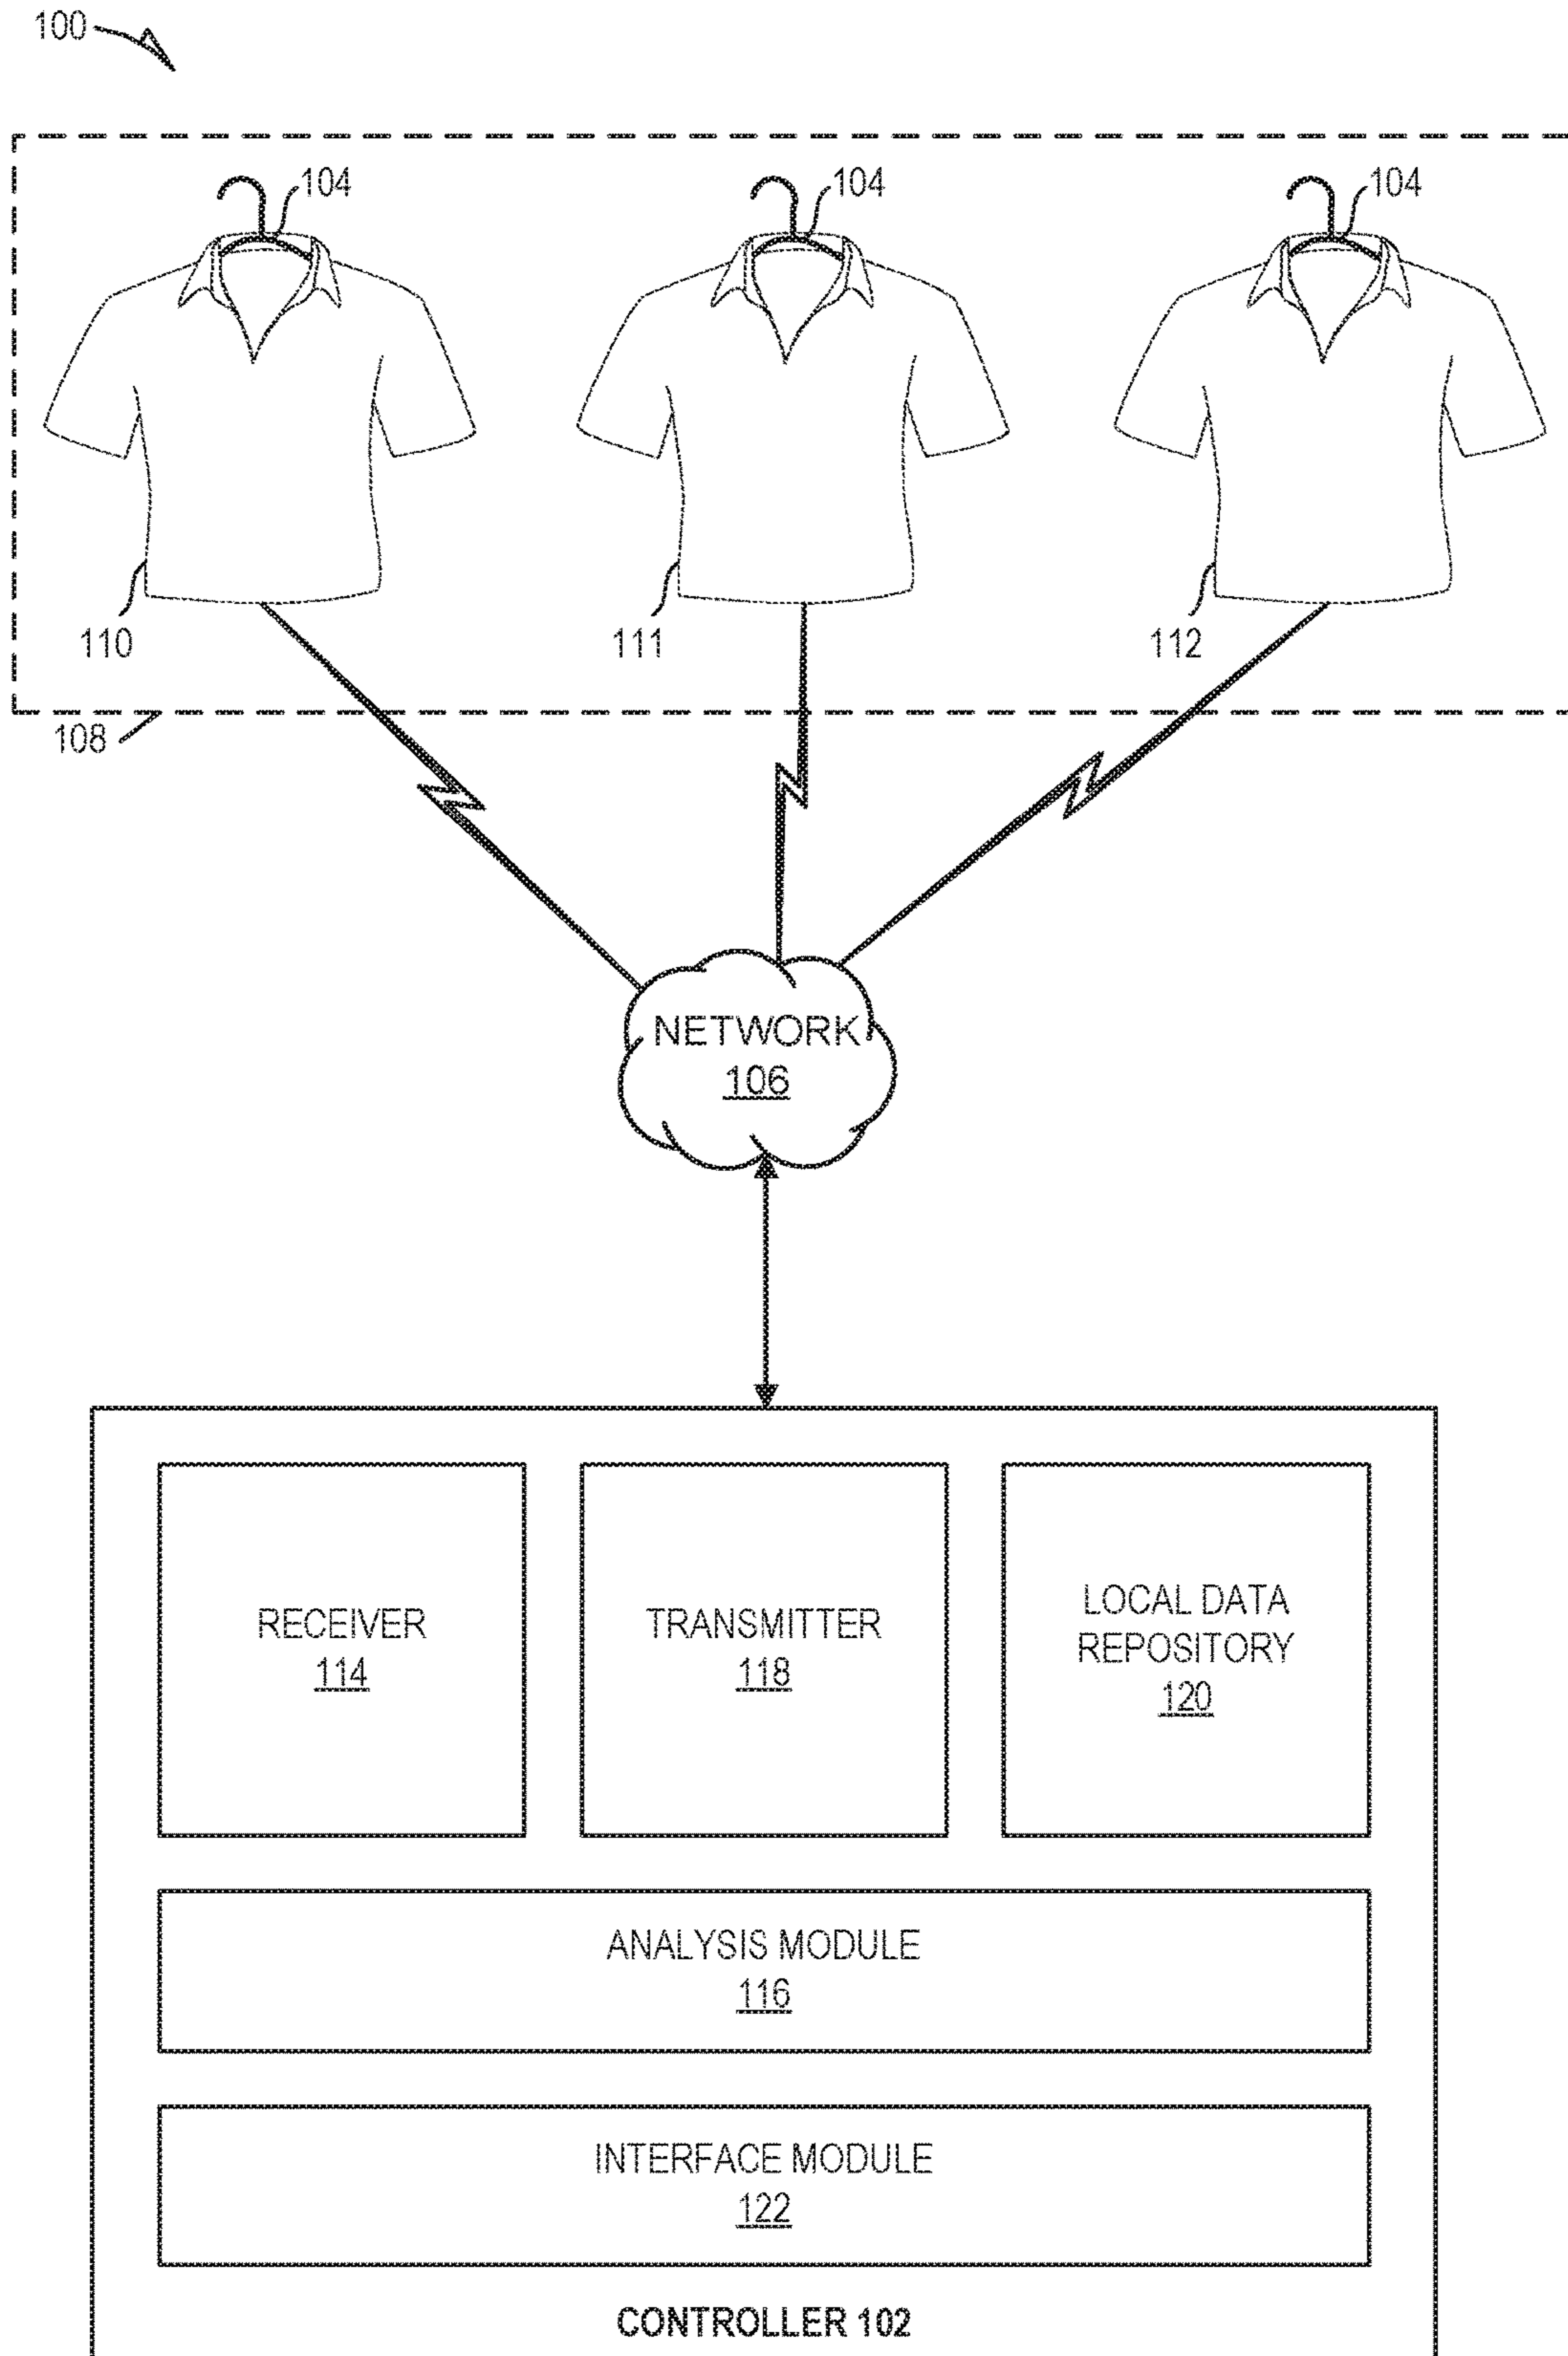 100
104 104 104
110 111 112
108
NETWORK
106
RECEIVER
114
TRANSMITTER
118
LOCAL DATA
REPOSITORY
120
ANALYSIS MODULE
116
INTERFACE MODULE
122
CONTROLLER 102